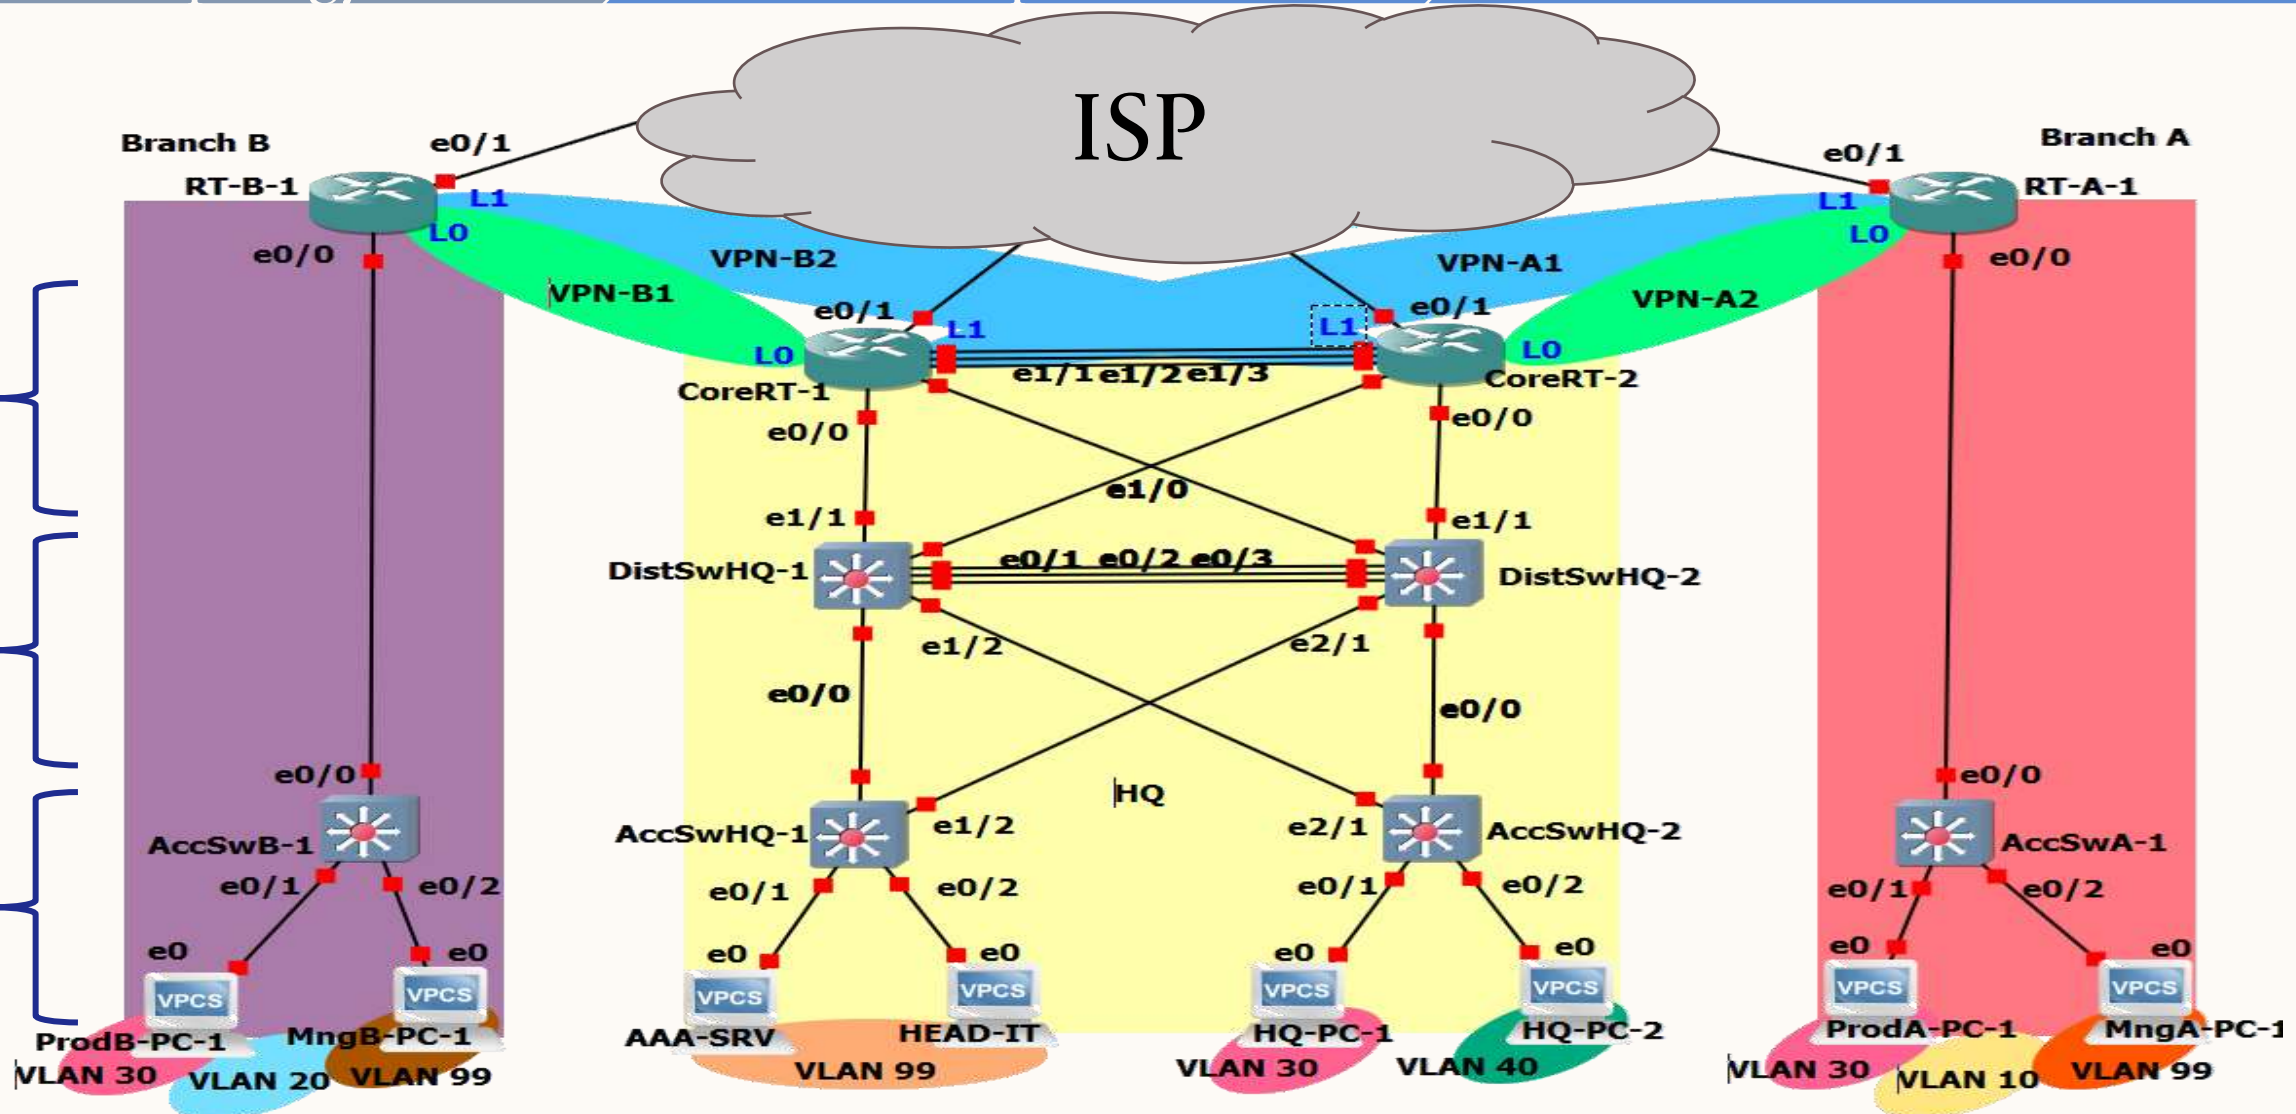 ISP
Branch B
e0/1
RT-B-1
L1
L0
e0/0
Branch A
e0/1
RT-A-1
L1
L0
e0/0
VPN-B2
VPN-B1
VPN-A1
VPN-A2
e0/1
L1
L0
CoreRT-1
e0/0
L1
e0/1
L0
CoreRT-2
e0/0
e1/1 e1/2 e1/3
e1/0
e1/1
e1/1
DistSwHQ-1
e0/1 e0/2 e0/3
DistSwHQ-2
e1/2
e2/1
e0/0
e0/0
HQ
e0/0
AccSwB-1
e0/1
e0/2
e0
e0
VPCS
VPCS
ProdB-PC-1
MngB-PC-1
VLAN 30
VLAN 20
VLAN 99
AccSwHQ-1
e1/2
e0/1
e0/2
e0
e0
VPCS
VPCS
AAA-SRV
HEAD-IT
VLAN 99
e2/1
AccSwHQ-2
e0/1
e0/2
e0
e0
VPCS
VPCS
HQ-PC-1
HQ-PC-2
VLAN 30
VLAN 40
e0/0
AccSwA-1
e0/1
e0/2
e0
e0
VPCS
VPCS
ProdA-PC-1
MngA-PC-1
VLAN 30
VLAN 10
VLAN 99